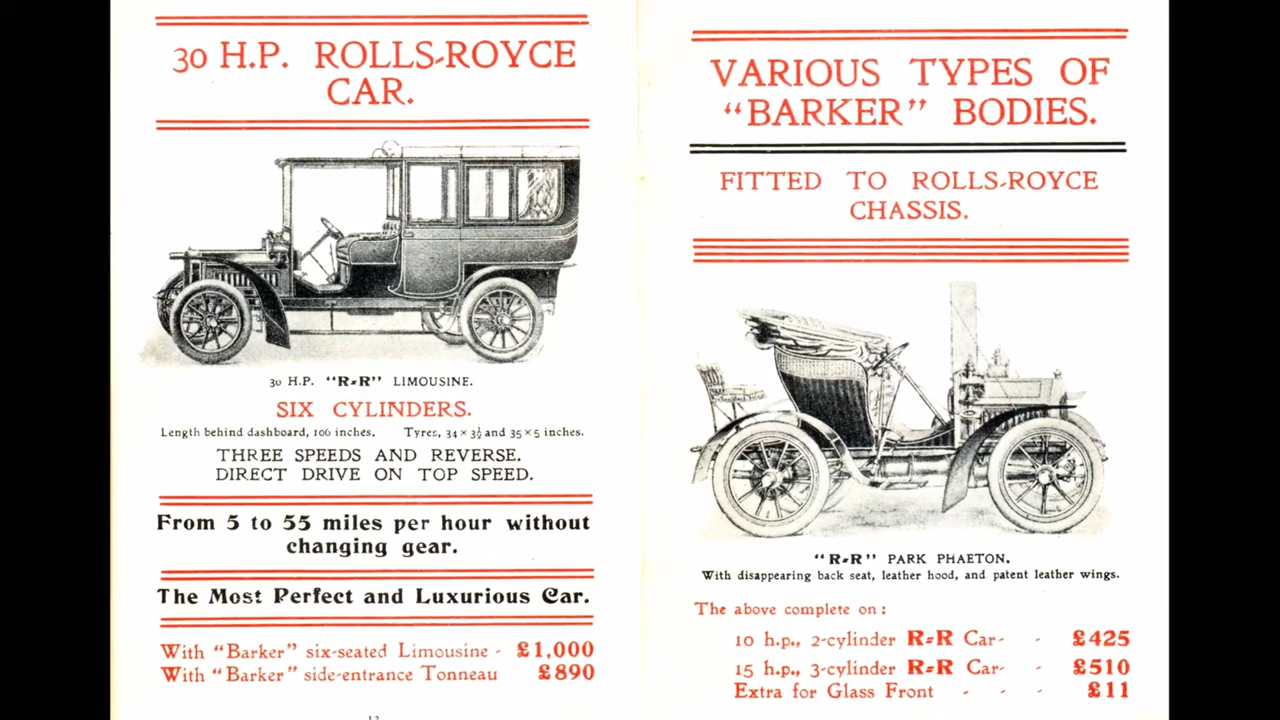 30 H.P. ROLLS-ROYCE
CAR.
30 H.P. "R=R" LIMOUSINE.
SIX CYLINDERS.
Length behind dashboard, 106 inches. Tyres, 34 × 3½ and 35 × 5 inches.
THREE SPEEDS AND REVERSE.
DIRECT DRIVE ON TOP SPEED.
From 5 to 55 miles per hour without
changing gear.
The Most Perfect and Luxurious Car.
With "Barker" six-seated Limousine - £1,000
With "Barker" side-entrance Tonneau £890
VARIOUS TYPES OF
"BARKER" BODIES.
FITTED TO ROLLS-ROYCE
CHASSIS.
"R=R" PARK PHAETON.
With disappearing back seat, leather hood, and patent leather wings.
The above complete on :
10 h.p., 2-cylinder R=R Car- - £425
15 h.p., 3-cylinder R=R Car- - £510
Extra for Glass Front - - - £11